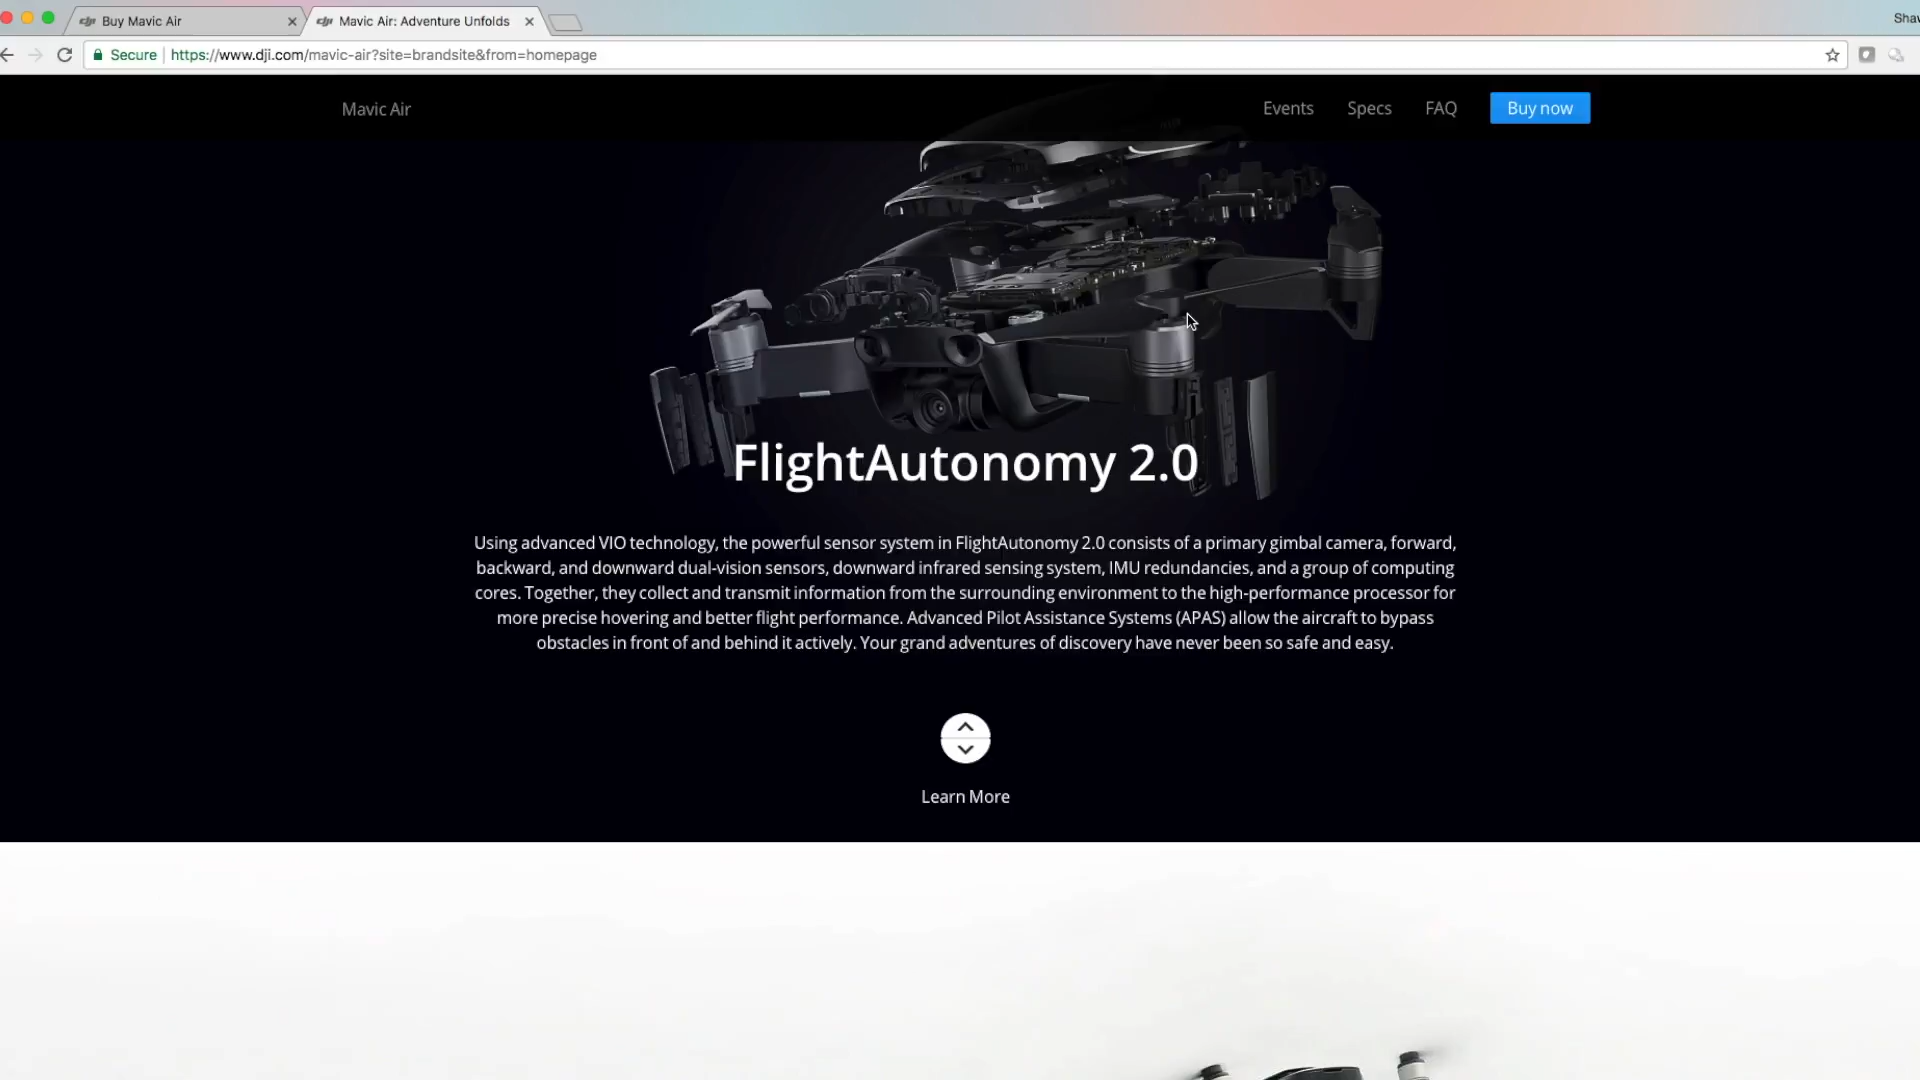 Buy Mavic Air
Mavic Air: Adventure Unfolds
Secure https://www.dji.com/mavic-air?site=brandsite&from=homepage
Mavic Air Events Specs FAQ Buy now
FlightAutonomy 2.0
Using advanced VIO technology, the powerful sensor system in FlightAutonomy 2.0 consists of a primary gimbal camera, forward,
backward, and downward dual-vision sensors, downward infrared sensing system, IMU redundancies, and a group of computing
cores. Together, they collect and transmit information from the surrounding environment to the high-performance processor for
more precise hovering and better flight performance. Advanced Pilot Assistance Systems (APAS) allow the aircraft to bypass
obstacles in front of and behind it actively. Your grand adventures of discovery have never been so safe and easy.
Learn More